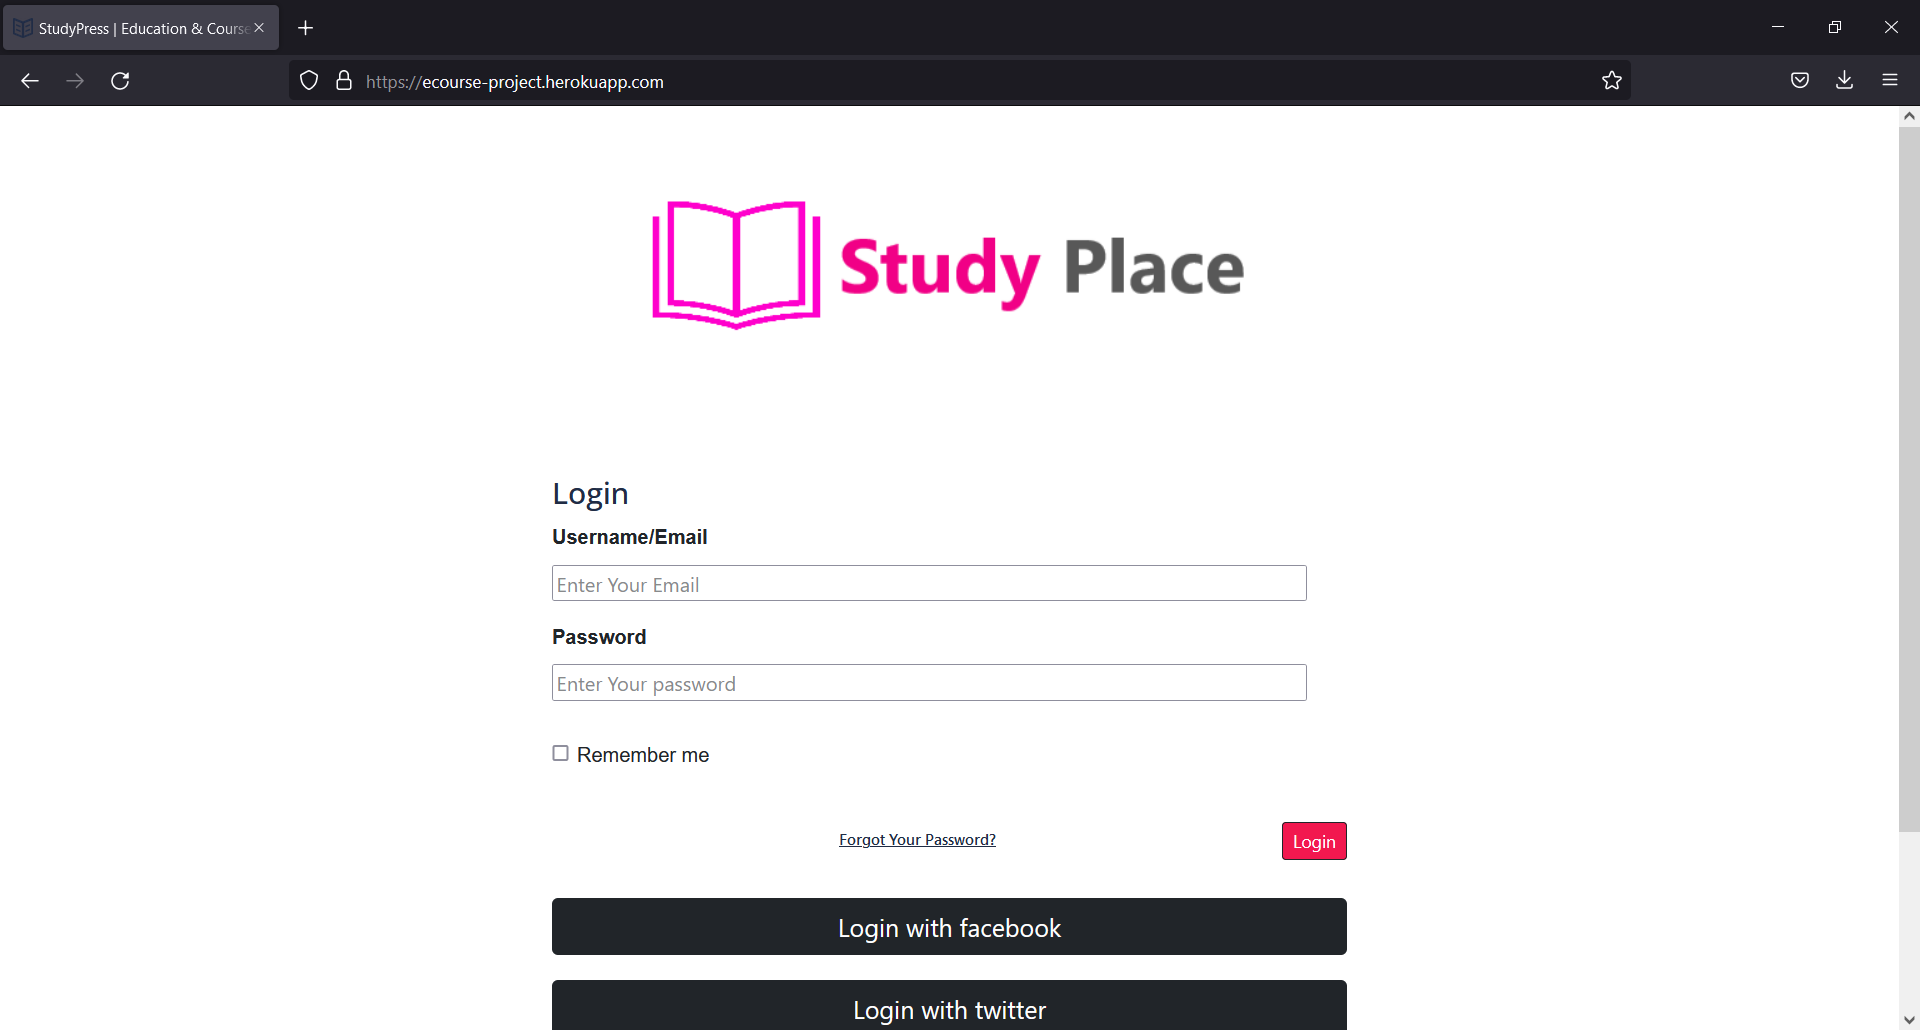 StudyPress | Education & Course
https://ecourse-project.herokuapp.com
Study Place
Login
Username/Email
Enter Your Email
Password
Enter Your password
Remember me
Forgot Your Password?
Login
Login with facebook
Login with twitter